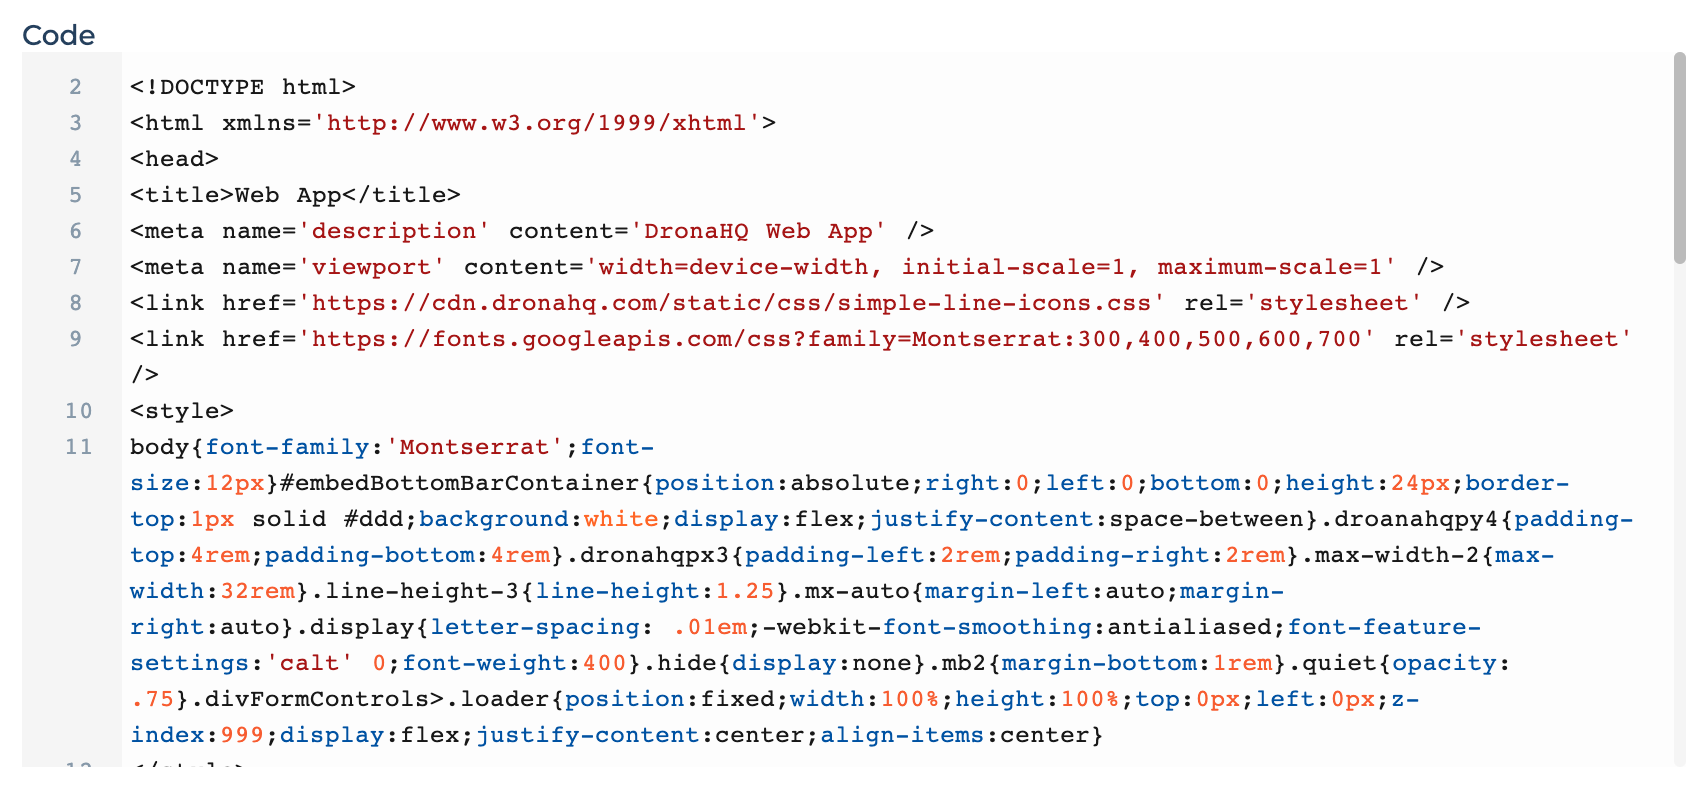 Code
2 <!DOCTYPE html>
3 <html xmlns='http://www.w3.org/1999/xhtml'>
4 <head>
5 <title>Web App</title>
6 <meta name='description' content='DronaHQ Web App' />
7 <meta name='viewport' content='width=device-width, initial-scale=1, maximum-scale=1' />
8 <link href='https://cdn.dronahq.com/static/css/simple-line-icons.css' rel='stylesheet' />
9 <link href='https://fonts.googleapis.com/css?family=Montserrat:300,400,500,600,700' rel='stylesheet'
/>
10 <style>
11 body{font-family:'Montserrat';font-
size:12px}#embedBottomBarContainer{position:absolute;right:0;left:0;bottom:0;height:24px;border-
top:1px solid #ddd;background:white;display:flex;justify-content:space-between}.droanahqpy4{padding-
top:4rem;padding-bottom:4rem}.dronahqpx3{padding-left:2rem;padding-right:2rem}.max-width-2{max-
width:32rem}.line-height-3{line-height:1.25}.mx-auto{margin-left:auto;margin-
right:auto}.display{letter-spacing: .01em;-webkit-font-smoothing:antialiased;font-feature-
settings:'calt' 0;font-weight:400}.hide{display:none}.mb2{margin-bottom:1rem}.quiet{opacity:
.75}.divFormControls>.loader{position:fixed;width:100%;height:100%;top:0px;left:0px;z-
index:999;display:flex;justify-content:center;align-items:center}